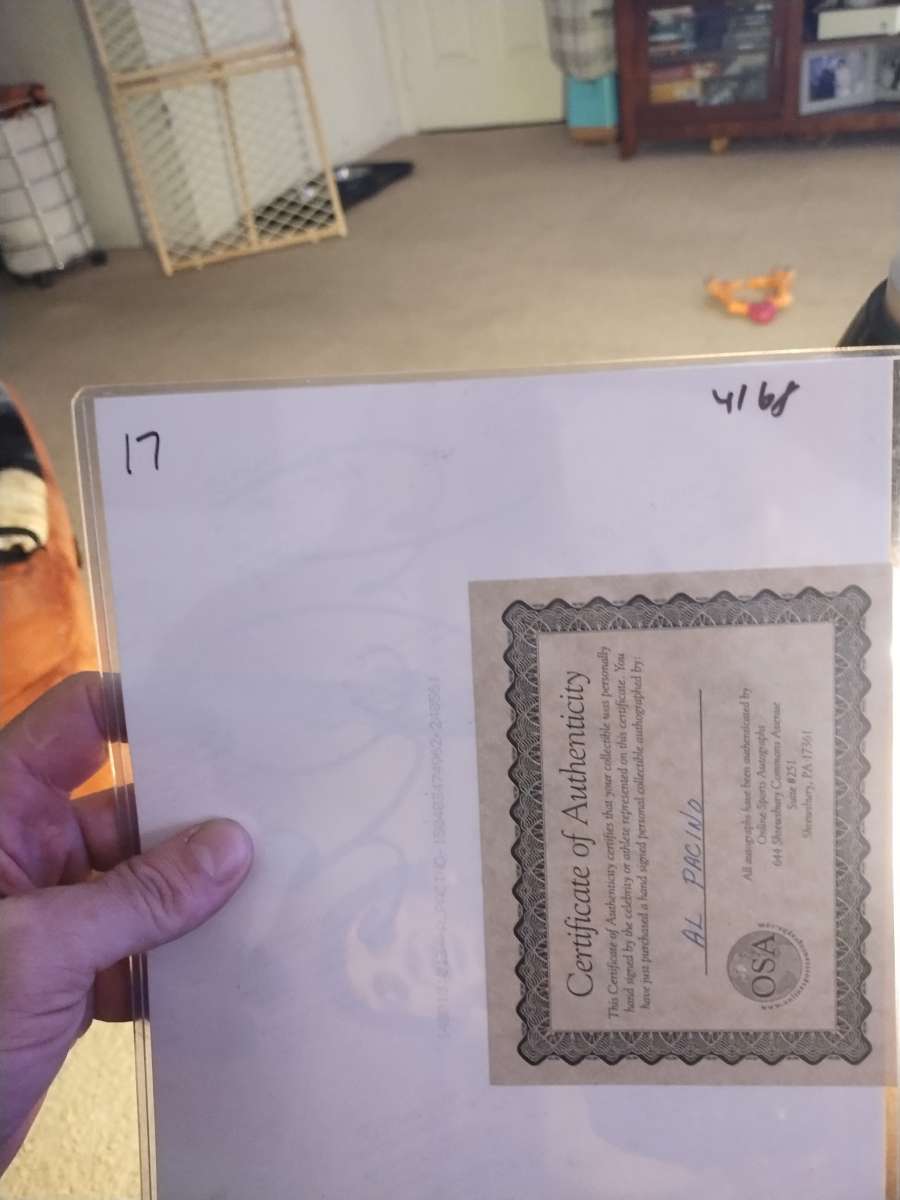 17
4168
Certificate of Authenticity
This Certificate of Authenticity certifies that your collectible was personally
hand signed by the celebrity or athlete represented on this certificate. You
have just purchased a hand signed personal collectible authographed by:
AL PACINO
All autographs have been authenticated by
Online Sports Autographs
644 Shrewsbury Commons Avenue
Suite #251
Shrewsbury, PA 17361
OSA